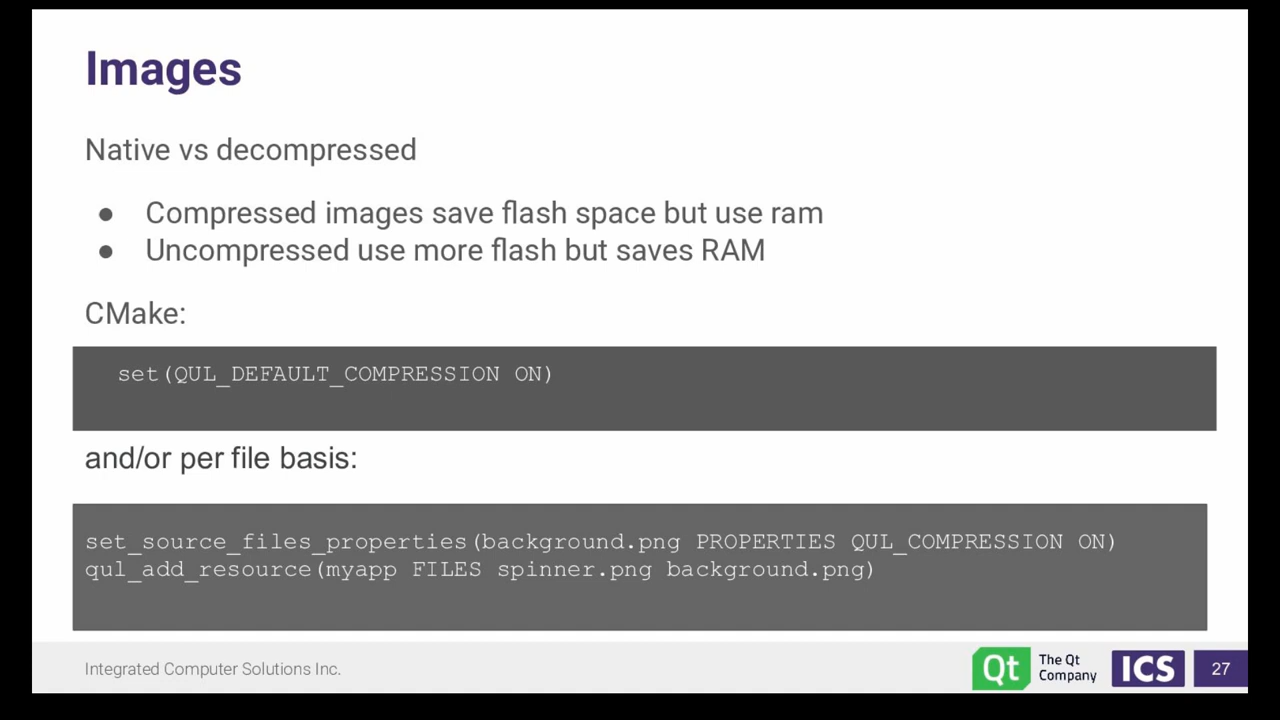 Images
Native vs decompressed
● Compressed images save flash space but use ram
● Uncompressed use more flash but saves RAM
CMake:
set(QUL_DEFAULT_COMPRESSION ON)
and/or per file basis:
set_source_files_properties(background.png PROPERTIES QUL_COMPRESSION ON)
qul_add_resource(myapp FILES spinner.png background.png)
Integrated Computer Solutions Inc.
Qt
The Qt
Company
ICS
27